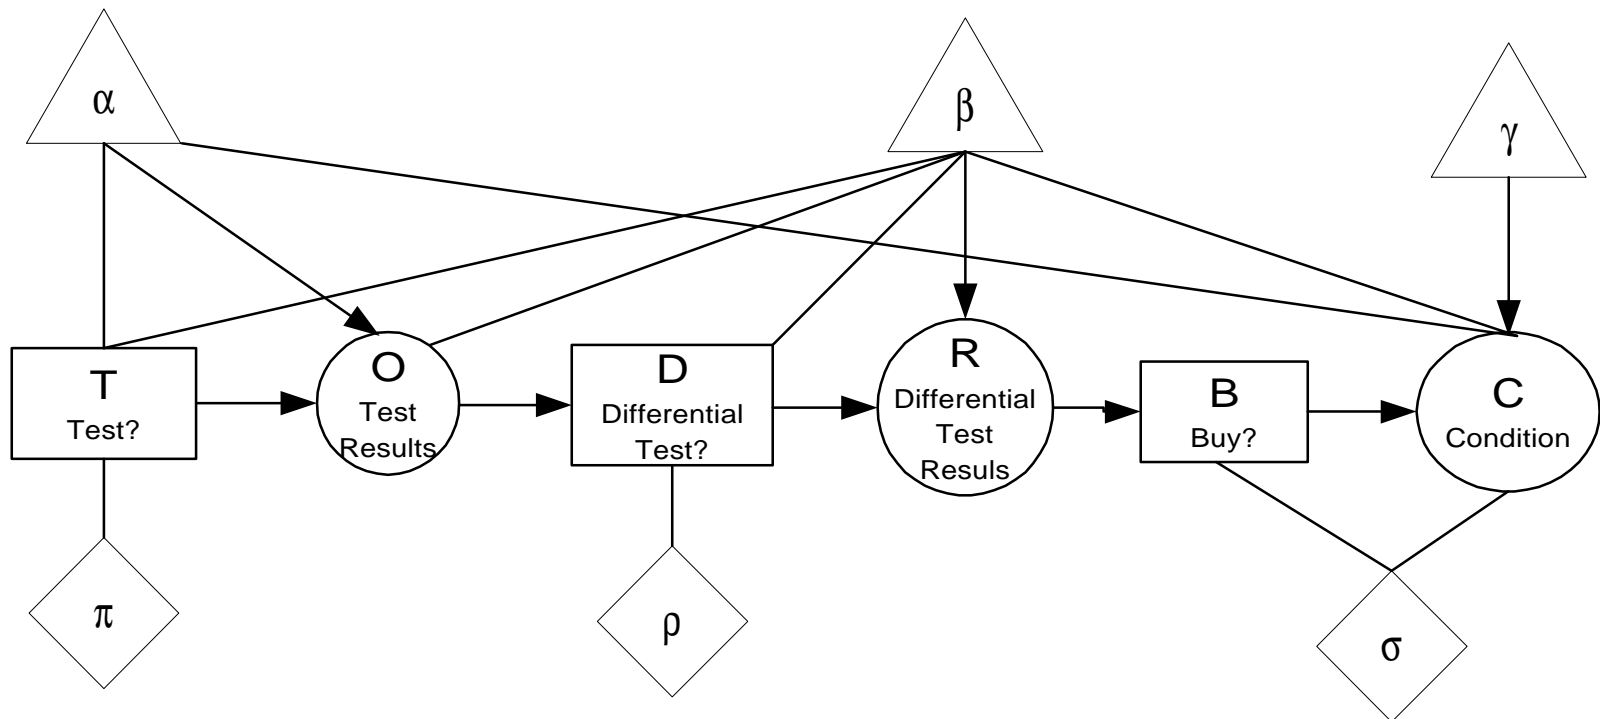 α
β
γ
T
Test?
O
Test
Results
D
Differential
Test?
R
Differential
Test
Resuls
B
Buy?
C
Condition
π
ρ
σ